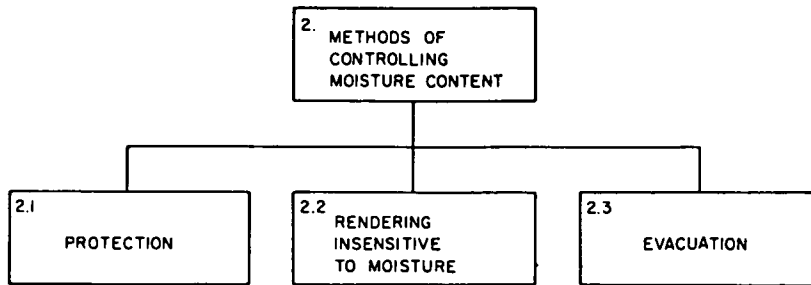 2.
METHODS OF
CONTROLLING
MOISTURE CONTENT
2.1
PROTECTION
2.2
RENDERING
INSENSITIVE
TO MOISTURE
2.3
EVACUATION